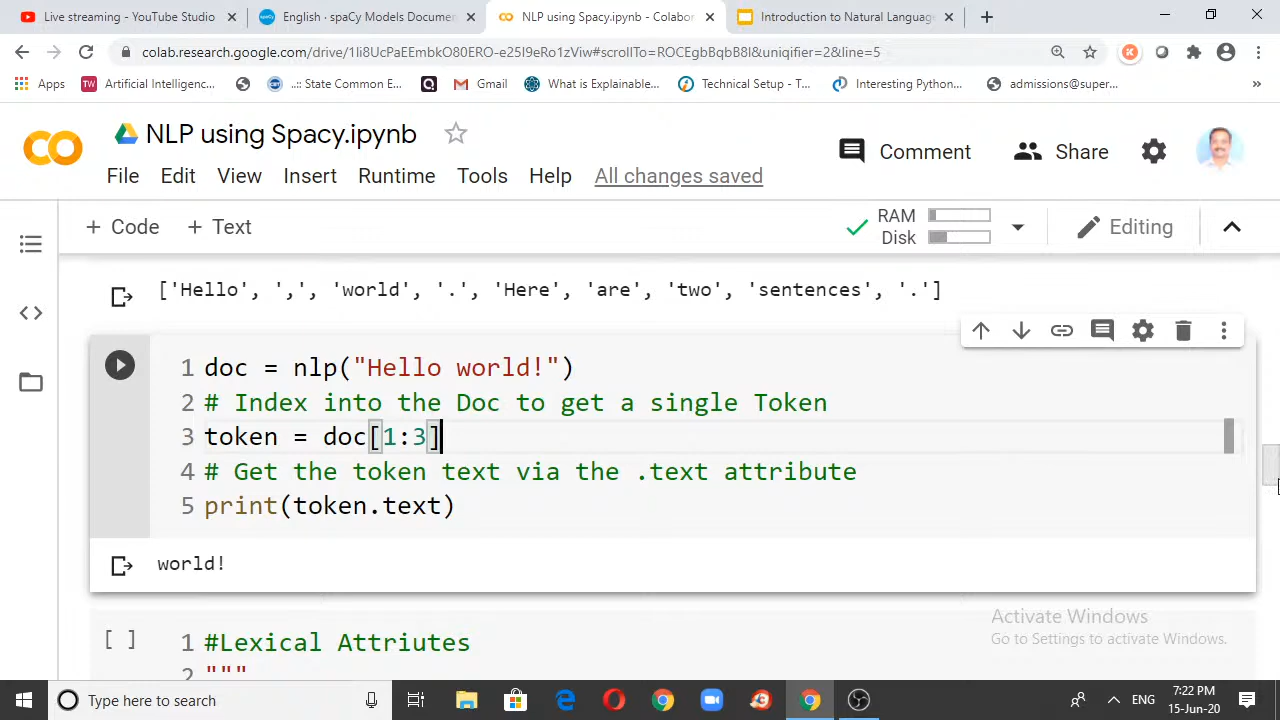 Live streaming - YouTube Studio
English · spaCy Models Docume
NLP using Spacy.ipynb - Colabor
Introduction to Natural Languag
colab.research.google.com/drive/1Ii8UcPaEEmbkO80ERO-e25I9eRo1zViw#scrollTo=ROCEgbBqbB8I&uniqifier=2&line=5
Apps
Artificial Intelligenc...
..:: State Common E...
Gmail
What is Explainable...
Technical Setup - T...
Interesting Python...
admissions@super...
»
NLP using Spacy.ipynb
Comment
Share
File Edit View Insert Runtime Tools Help All changes saved
+ Code + Text
RAM
Disk
Editing
['Hello', ',', 'world', '.', 'Here', 'are', 'two', 'sentences', '.']
1 doc = nlp("Hello world!")
2 # Index into the Doc to get a single Token
3 token = doc[1:3]
4 # Get the token text via the .text attribute
5 print(token.text)
world!
[ ] 1 #Lexical Attriutes
2 """
Activate Windows
Go to Settings to activate Windows.
Type here to search
ENG
7:22 PM
15-Jun-20